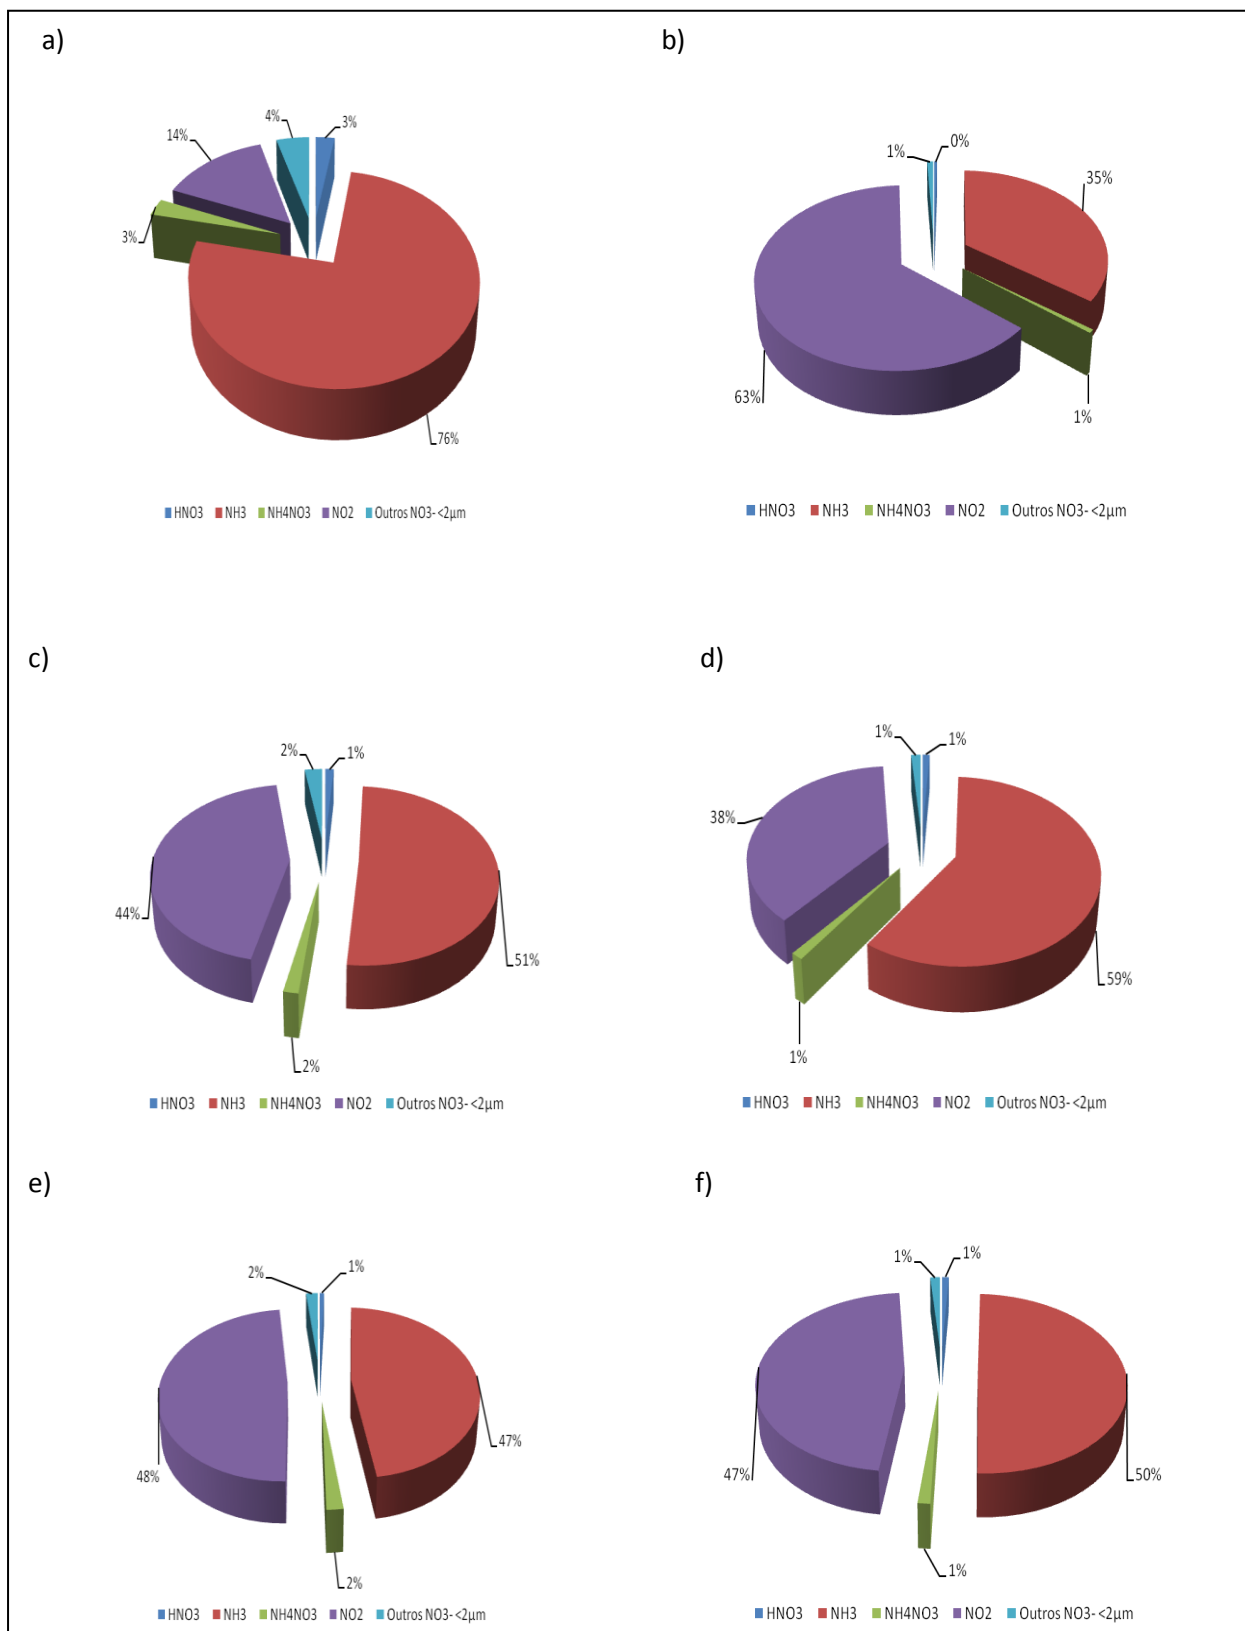 a)
b)
4%
3%
14%
3%
76%
HNO3 NH3 NH4NO3 NO2 Outros NO3- <2µm
1%
0%
35%
63%
1%
HNO3 NH3 NH4NO3 NO2 Outros NO3- <2µm
c)
d)
2%
1%
44%
51%
2%
HNO3 NH3 NH4NO3 NO2 Outros NO3- <2µm
1%
1%
38%
59%
1%
HNO3 NH3 NH4NO3 NO2 Outros NO3- <2µm
e)
f)
2%
1%
47%
48%
2%
HNO3 NH3 NH4NO3 NO2 Outros NO3- <2µm
1%
1%
47%
50%
1%
HNO3 NH3 NH4NO3 NO2 Outros NO3- <2µm